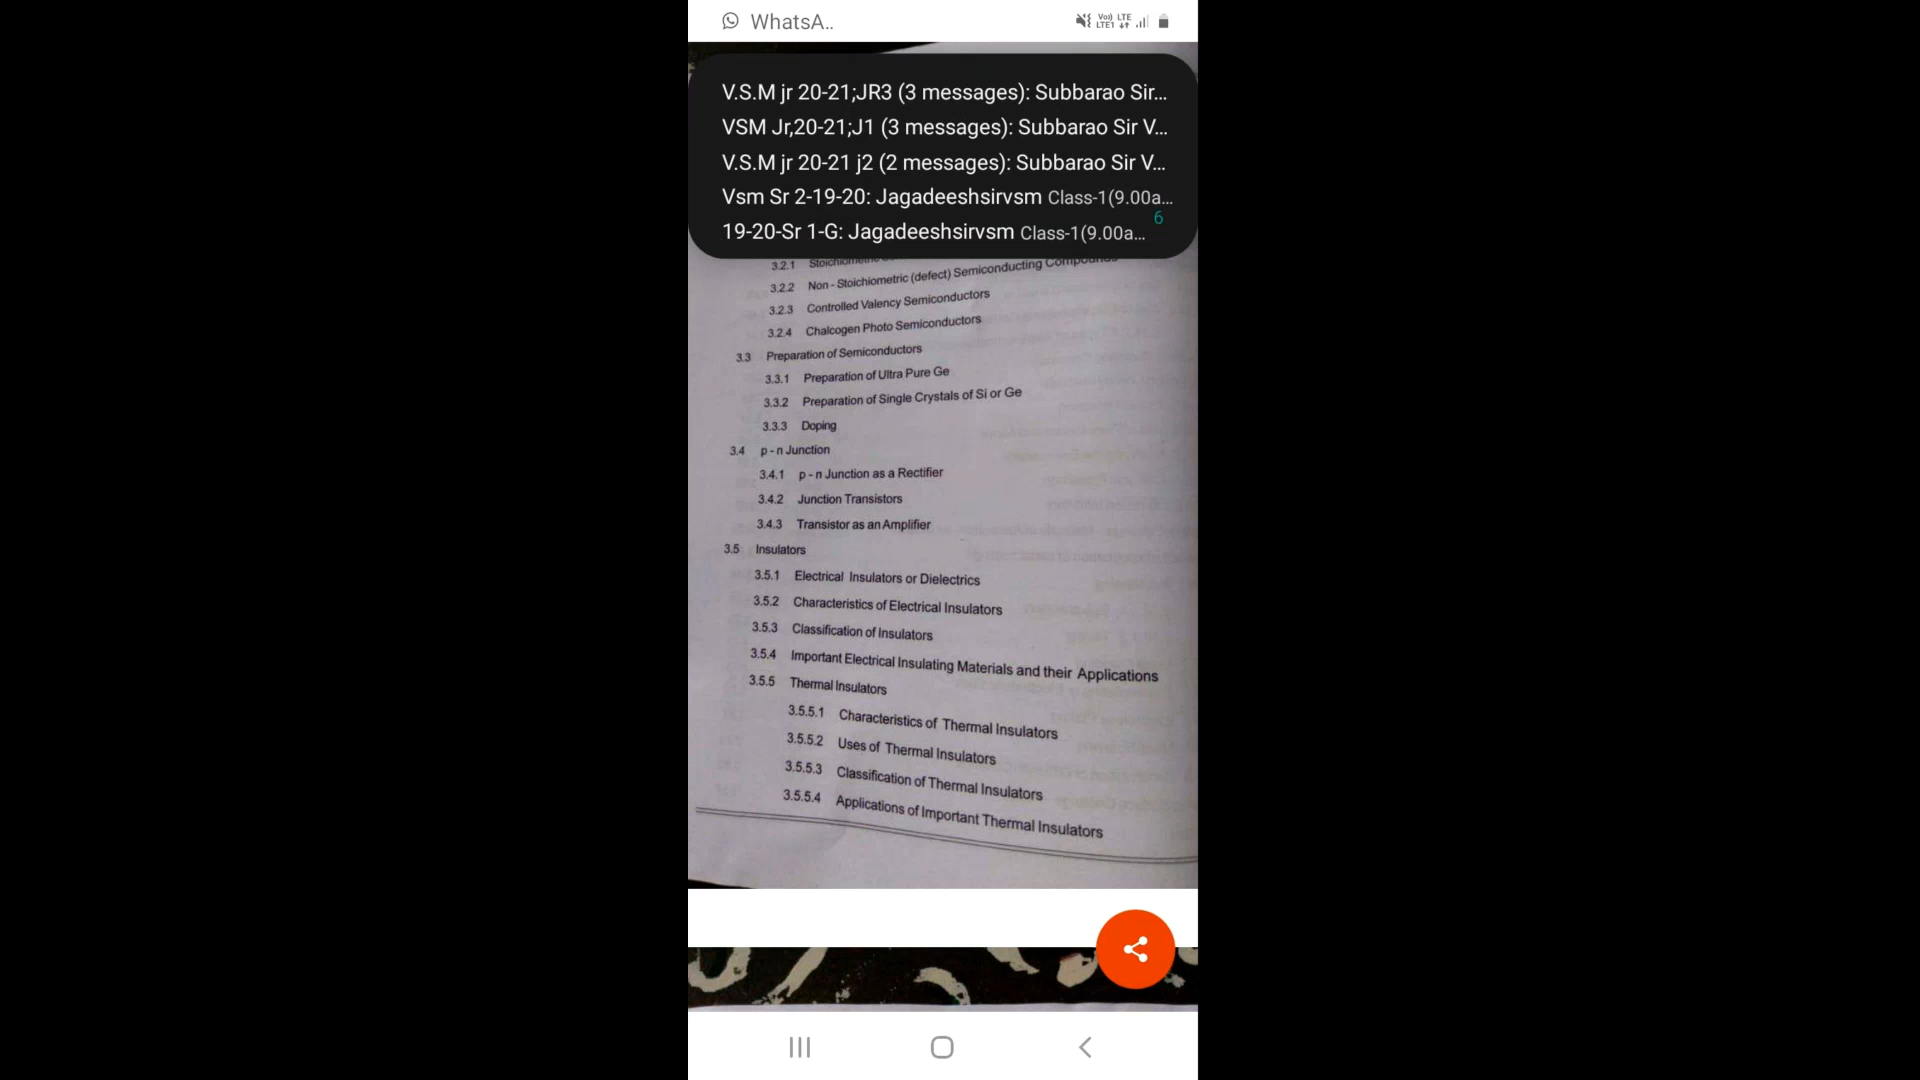 WhatsA..
Vo)) LTE
LTE1
V.S.M jr 20-21;JR3 (3 messages): Subbarao Sir...
VSM Jr,20-21;J1 (3 messages): Subbarao Sir V...
V.S.M jr 20-21 j2 (2 messages): Subbarao Sir V...
Vsm Sr 2-19-20: Jagadeeshsirvsm Class-1(9.00a...
6
19-20-Sr 1-G: Jagadeeshsirvsm Class-1(9.00a...
3.2.1 Stoichiometric
3.2.2 Non - Stoichiometric (defect) Semiconducting Compounds
3.2.3 Controlled Valency Semiconductors
3.2.4 Chalcogen Photo Semiconductors
3.3 Preparation of Semiconductors
3.3.1 Preparation of Ultra Pure Ge
3.3.2 Preparation of Single Crystals of Si or Ge
3.3.3 Doping
3.4 p - n Junction
3.4.1 p - n Junction as a Rectifier
3.4.2 Junction Transistors
3.4.3 Transistor as an Amplifier
3.5 Insulators
3.5.1 Electrical Insulators or Dielectrics
3.5.2 Characteristics of Electrical Insulators
3.5.3 Classification of Insulators
3.5.4 Important Electrical Insulating Materials and their Applications
3.5.5 Thermal Insulators
3.5.5.1 Characteristics of Thermal Insulators
3.5.5.2 Uses of Thermal Insulators
3.5.5.3 Classification of Thermal Insulators
3.5.5.4 Applications of Important Thermal Insulators